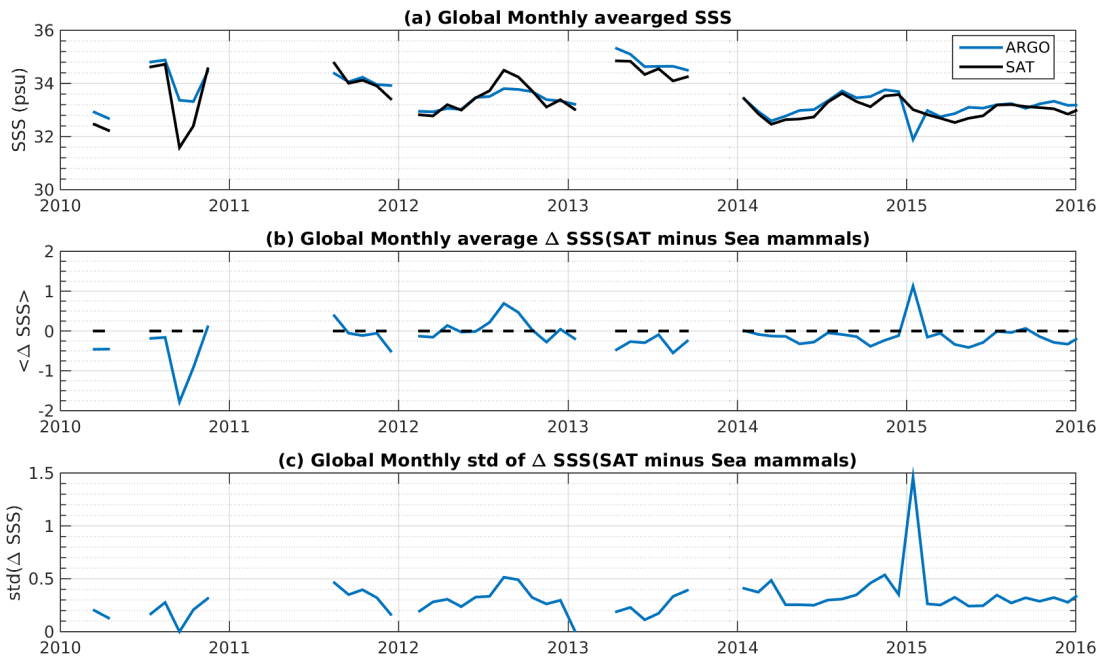 (a) Global Monthly avearged SSS
SSS (psu)
36
34
32
30
ARGO
SAT
2010 2011 2012 2013 2014 2015 2016
(b) Global Monthly average Δ SSS(SAT minus Sea mammals)
<Δ SSS>
2
1
0
-1
-2
2010 2011 2012 2013 2014 2015 2016
(c) Global Monthly std of Δ SSS(SAT minus Sea mammals)
std(Δ SSS)
1.5
1
0.5
0
2010 2011 2012 2013 2014 2015 2016